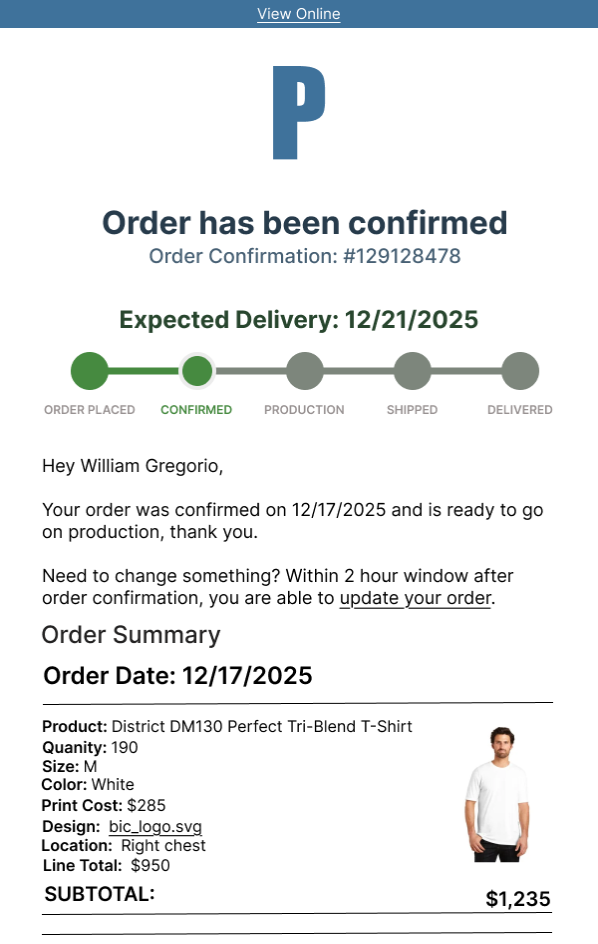 View Online
P
Order has been confirmed
Order Confirmation: #129128478
Expected Delivery: 12/21/2025
ORDER PLACED CONFIRMED PRODUCTION SHIPPED DELIVERED
Hey William Gregorio,
Your order was confirmed on 12/17/2025 and is ready to go
on production, thank you.
Need to change something? Within 2 hour window after
order confirmation, you are able to update your order.
Order Summary
Order Date: 12/17/2025
Product: District DM130 Perfect Tri-Blend T-Shirt
Quanity: 190
Size: M
Color: White
Print Cost: $285
Design: bic_logo.svg
Location: Right chest
Line Total: $950
SUBTOTAL: $1,235